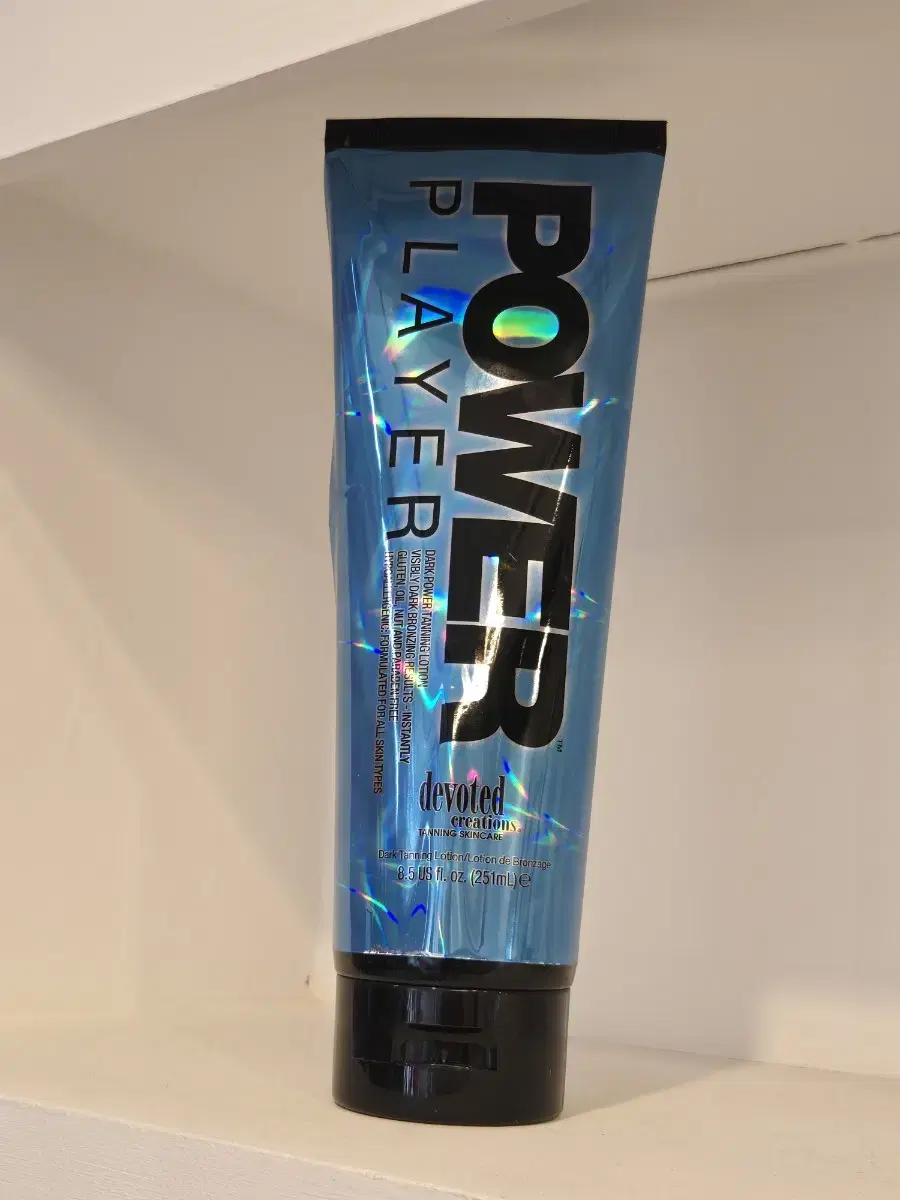 POWER™
PLAYER
DARK POWER TANNING LOTION
VISIBLY DARK BRONZING RESULTS - INSTANTLY
GLUTEN, OIL, NUT AND PARABEN FREE
HYPOALLERGENIC: FORMULATED FOR ALL SKIN TYPES
devoted
creations®
TANNING SKINCARE
Dark Tanning Lotion/Lotion de Bronzage
8.5 US fl. oz. (251mL) ℮